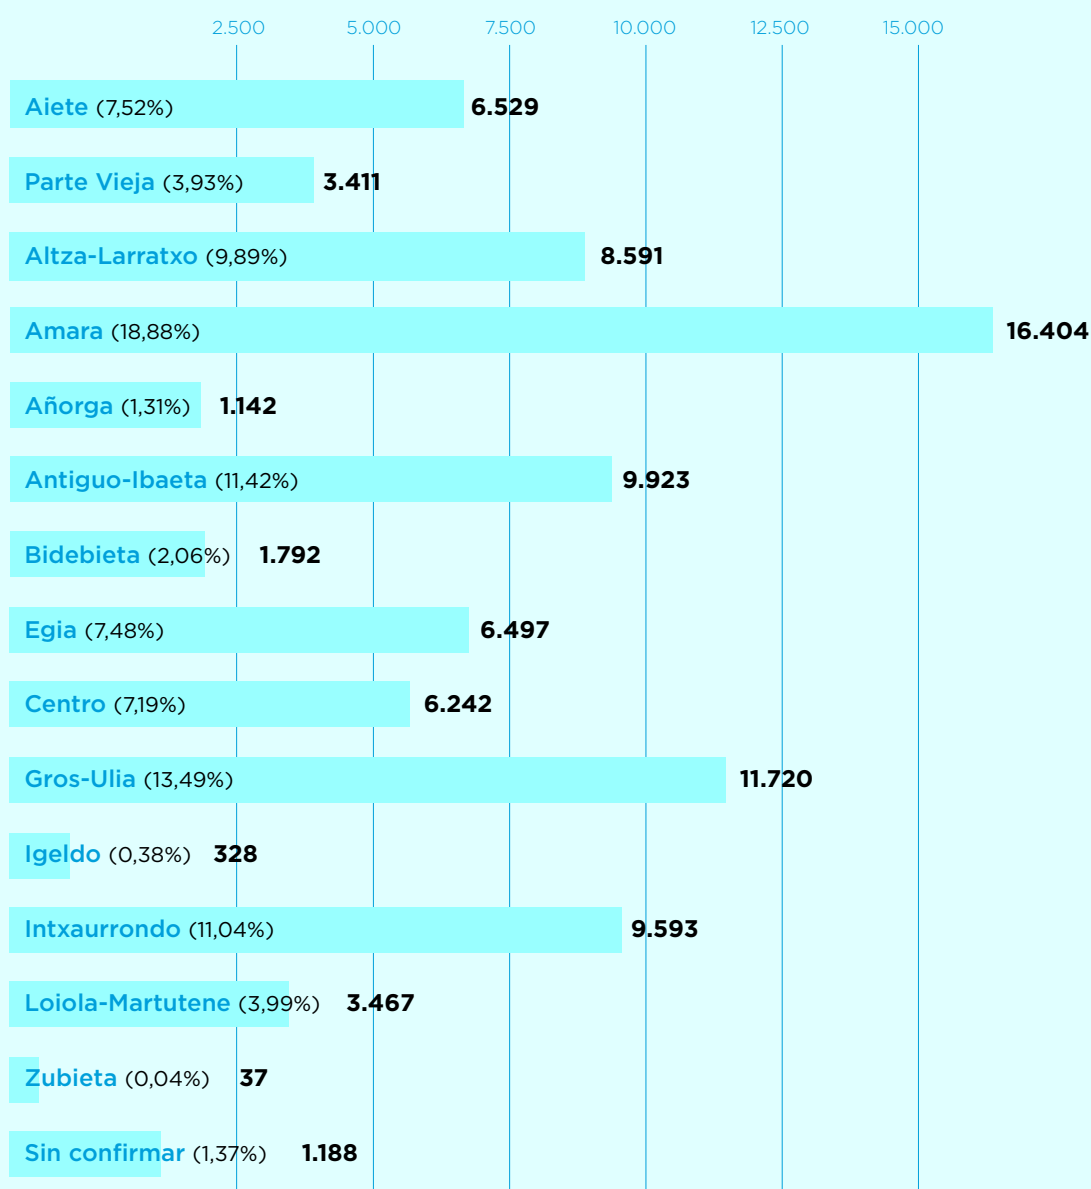 2.500 5.000 7.500 10.000 12.500 15.000
Aiete (7,52%) 6.529
Parte Vieja (3,93%) 3.411
Altza-Larratxo (9,89%) 8.591
Amara (18,88%) 16.404
Añorga (1,31%) 1.142
Antiguo-Ibaeta (11,42%) 9.923
Bidebieta (2,06%) 1.792
Egia (7,48%) 6.497
Centro (7,19%) 6.242
Gros-Ulia (13,49%) 11.720
Igeldo (0,38%) 328
Intxaurrondo (11,04%) 9.593
Loiola-Martutene (3,99%) 3.467
Zubieta (0,04%) 37
Sin confirmar (1,37%) 1.188